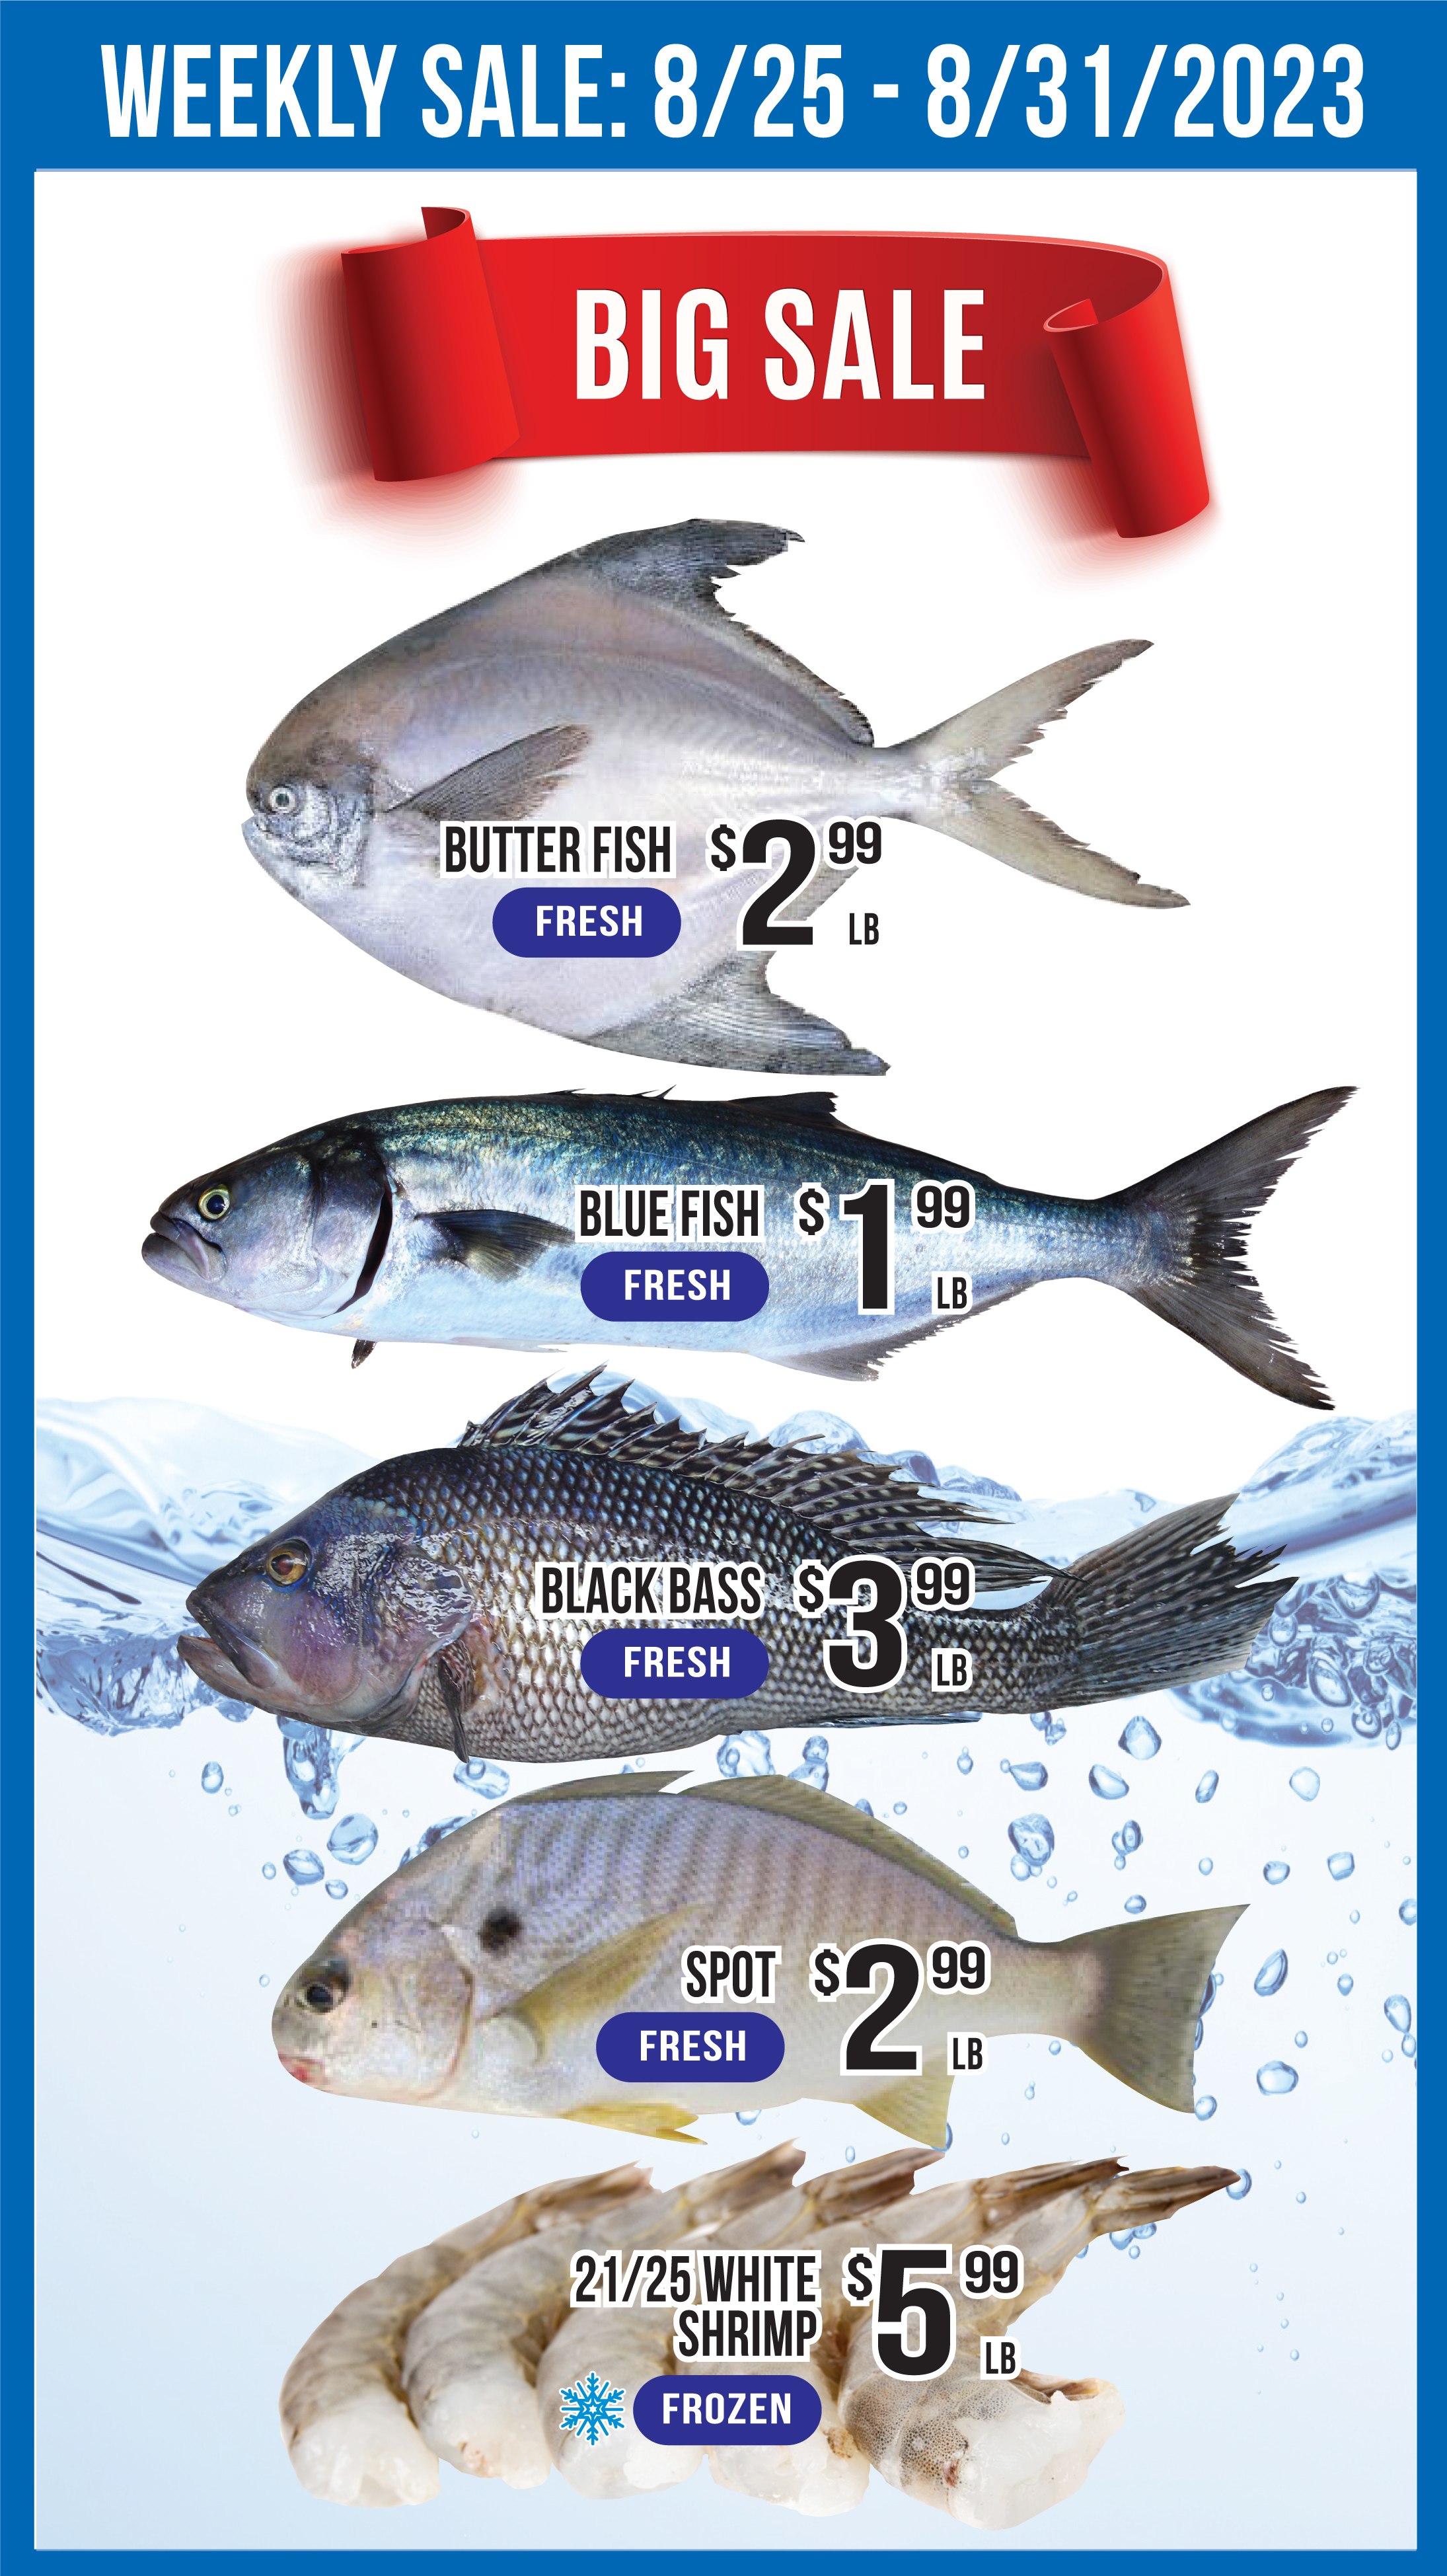 WEEKLY SALE: 8/25 - 8/31/2023
BIG SALE
BUTTER FISH $2 99
FRESH LB
BLUE FISH $1 99
FRESH LB
BLACK BASS $3 99
FRESH LB
SPOT $2 99
FRESH LB
21/25 WHITE $5 99
SHRIMP LB
FROZEN